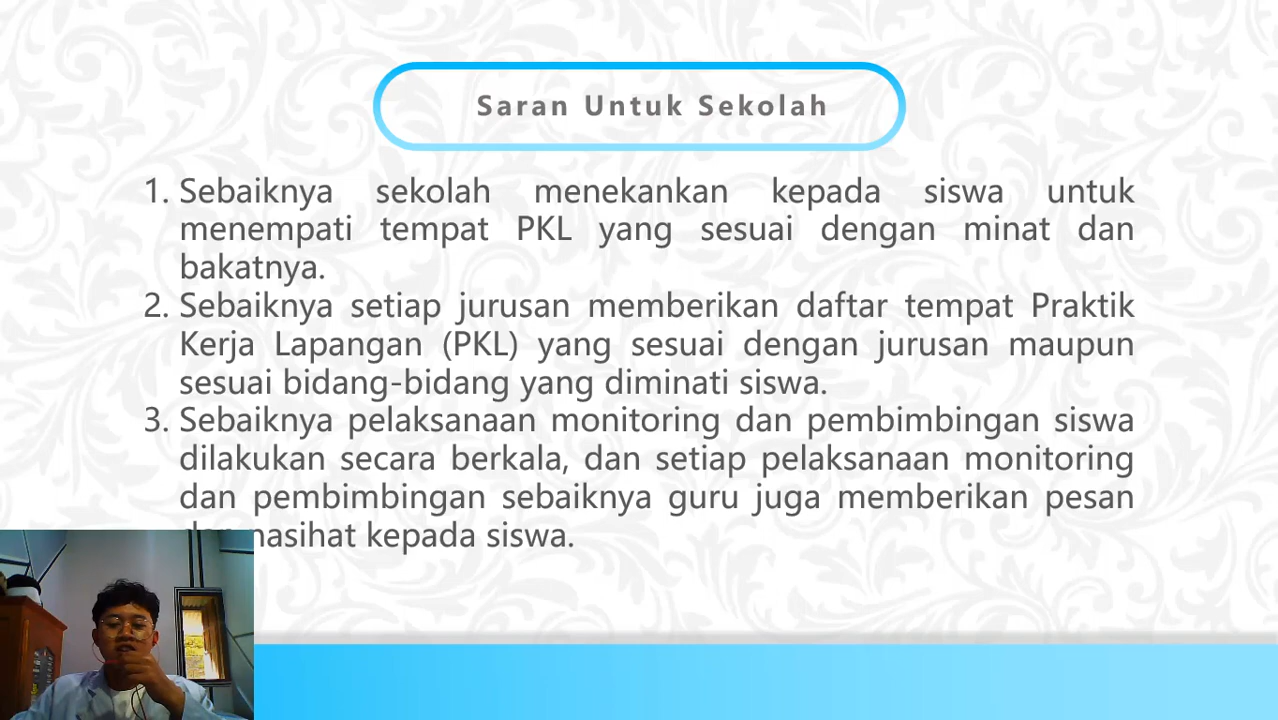 Saran Untuk Sekolah
1. Sebaiknya sekolah menekankan kepada siswa untuk
menempati tempat PKL yang sesuai dengan minat dan
bakatnya.
2. Sebaiknya setiap jurusan memberikan daftar tempat Praktik
Kerja Lapangan (PKL) yang sesuai dengan jurusan maupun
sesuai bidang-bidang yang diminati siswa.
3. Sebaiknya pelaksanaan monitoring dan pembimbingan siswa
dilakukan secara berkala, dan setiap pelaksanaan monitoring
dan pembimbingan sebaiknya guru juga memberikan pesan
nasihat kepada siswa.